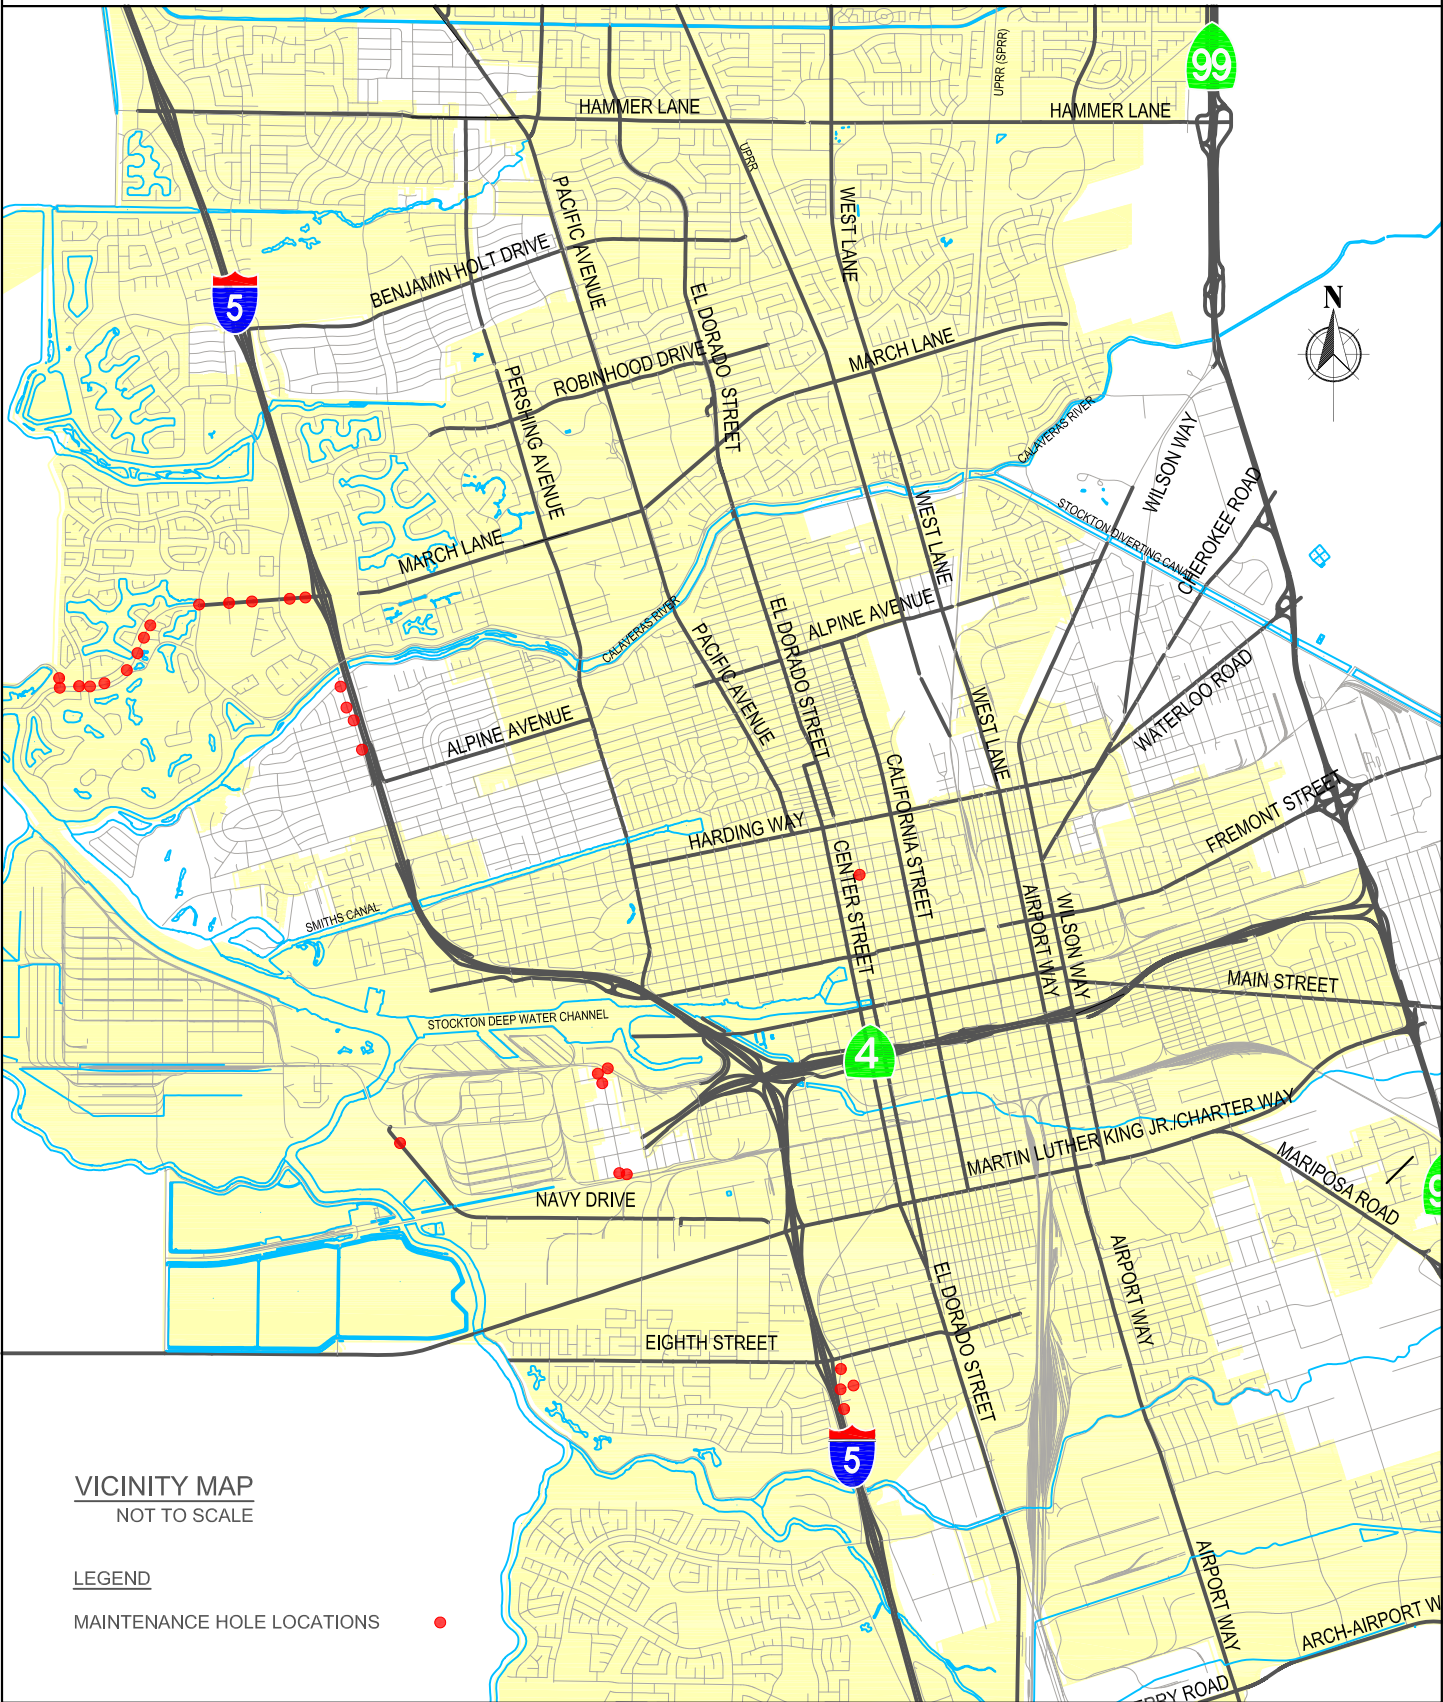 99
HAMMER LANE
HAMMER LANE
UPRR (SPRR)
UPRR
PACIFIC AVENUE
WEST LANE
BENJAMIN HOLT DRIVE
5
EL DORADO STREET
N
MARCH LANE
ROBINHOOD DRIVE
PERSHING AVENUE
CALAVERAS RIVER
WILSON WAY
CHEROKEE ROAD
STOCKTON DIVERTING CANAL
WEST LANE
MARCH LANE
ALPINE AVENUE
EL DORADO STREET
CALAVERAS RIVER
PACIFIC AVENUE
WATERLOO ROAD
WEST LANE
ALPINE AVENUE
CALIFORNIA STREET
HARDING WAY
FREMONT STREET
CENTER STREET
AIRPORT WAY
WILSON WAY
SMITHS CANAL
MAIN STREET
STOCKTON DEEP WATER CHANNEL
4
MARTIN LUTHER KING JR./CHARTER WAY
MARIPOSA ROAD
9
NAVY DRIVE
AIRPORT WAY
EL DORADO STREET
EIGHTH STREET
5
VICINITY MAP
NOT TO SCALE
LEGEND
MAINTENANCE HOLE LOCATIONS
AIRPORT WAY
ARCH-AIRPORT W
ROAD